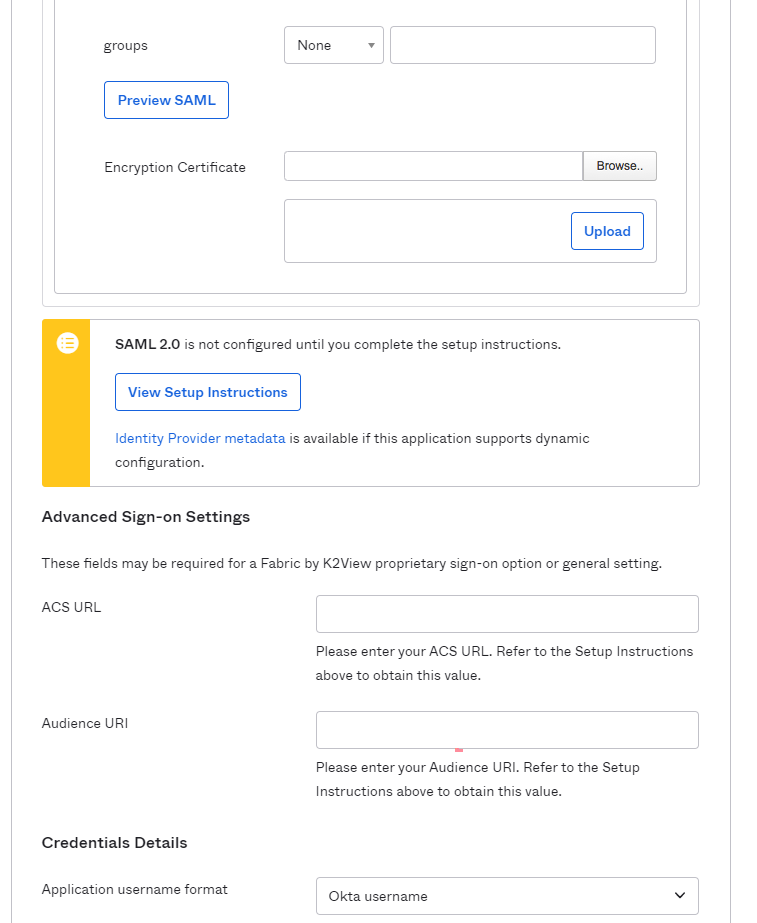 groups
None
Preview SAML
Encryption Certificate
Browse..
Upload
SAML 2.0 is not configured until you complete the setup instructions.
View Setup Instructions
Identity Provider metadata is available if this application supports dynamic
configuration.
Advanced Sign-on Settings
These fields may be required for a Fabric by K2View proprietary sign-on option or general setting.
ACS URL
Please enter your ACS URL. Refer to the Setup Instructions
above to obtain this value.
Audience URI
Please enter your Audience URI. Refer to the Setup
Instructions above to obtain this value.
Credentials Details
Application username format
Okta username